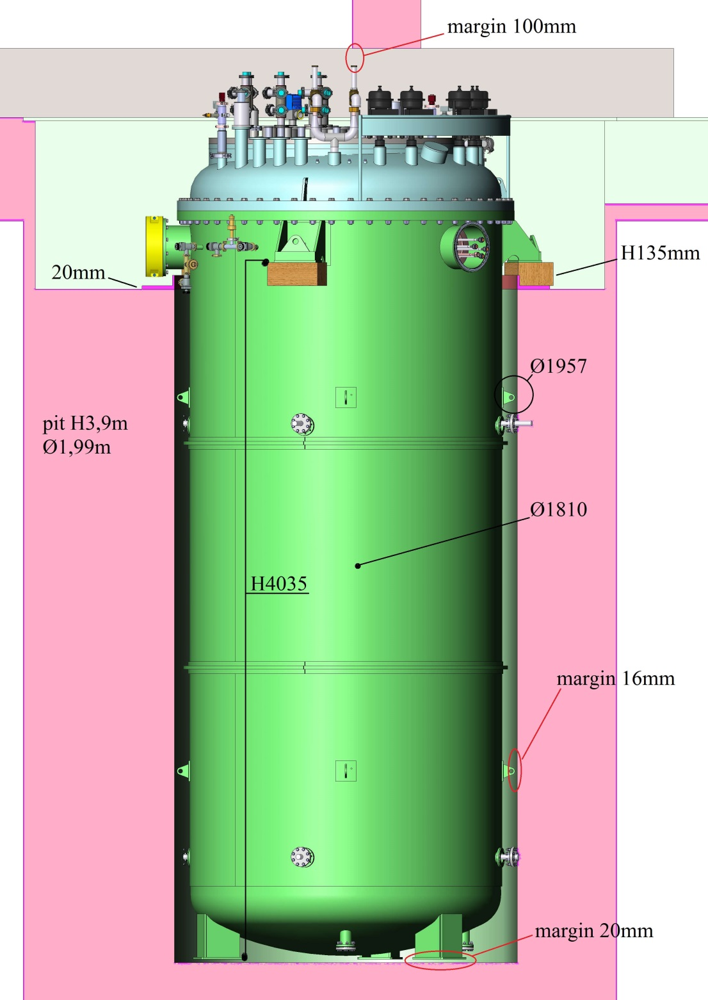 margin 100mm
H135mm
20mm
Ø1957
pit H3,9m
Ø1,99m
Ø1810
H4035
margin 16mm
margin 20mm